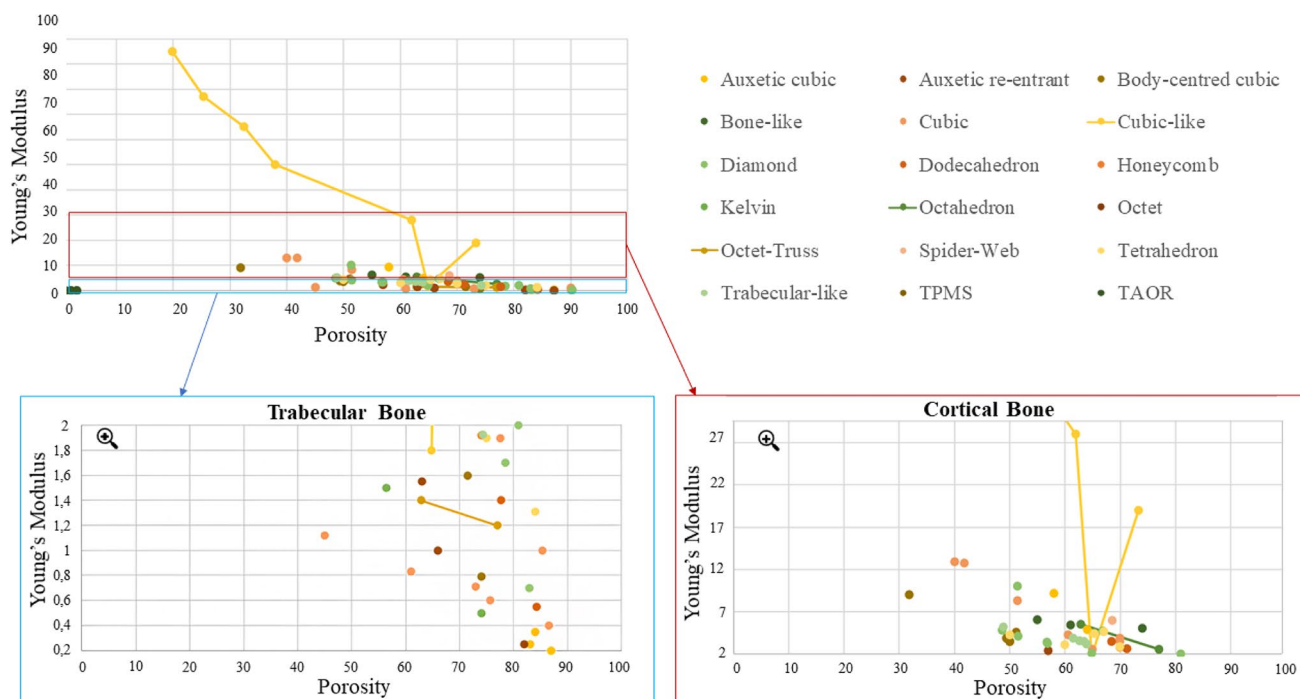 100
90
80
70
60
50
40
30
20
10
0
Young's Modulus
0 10 20 30 40 50 60 70 80 90 100
Porosity
Auxetic cubic Auxetic re-entrant Body-centred cubic
Bone-like Cubic Cubic-like
Diamond Dodecahedron Honeycomb
Kelvin Octahedron Octet
Octet-Truss Spider-Web Tetrahedron
Trabecular-like TPMS TAOR
Trabecular Bone
2
1,8
1,6
1,4
1,2
1
0,8
0,6
0,4
0,2
Young's Modulus
0 10 20 30 40 50 60 70 80 90 100
Porosity
Cortical Bone
27
22
17
12
7
2
Young's Modulus
0 10 20 30 40 50 60 70 80 90 100
Porosity